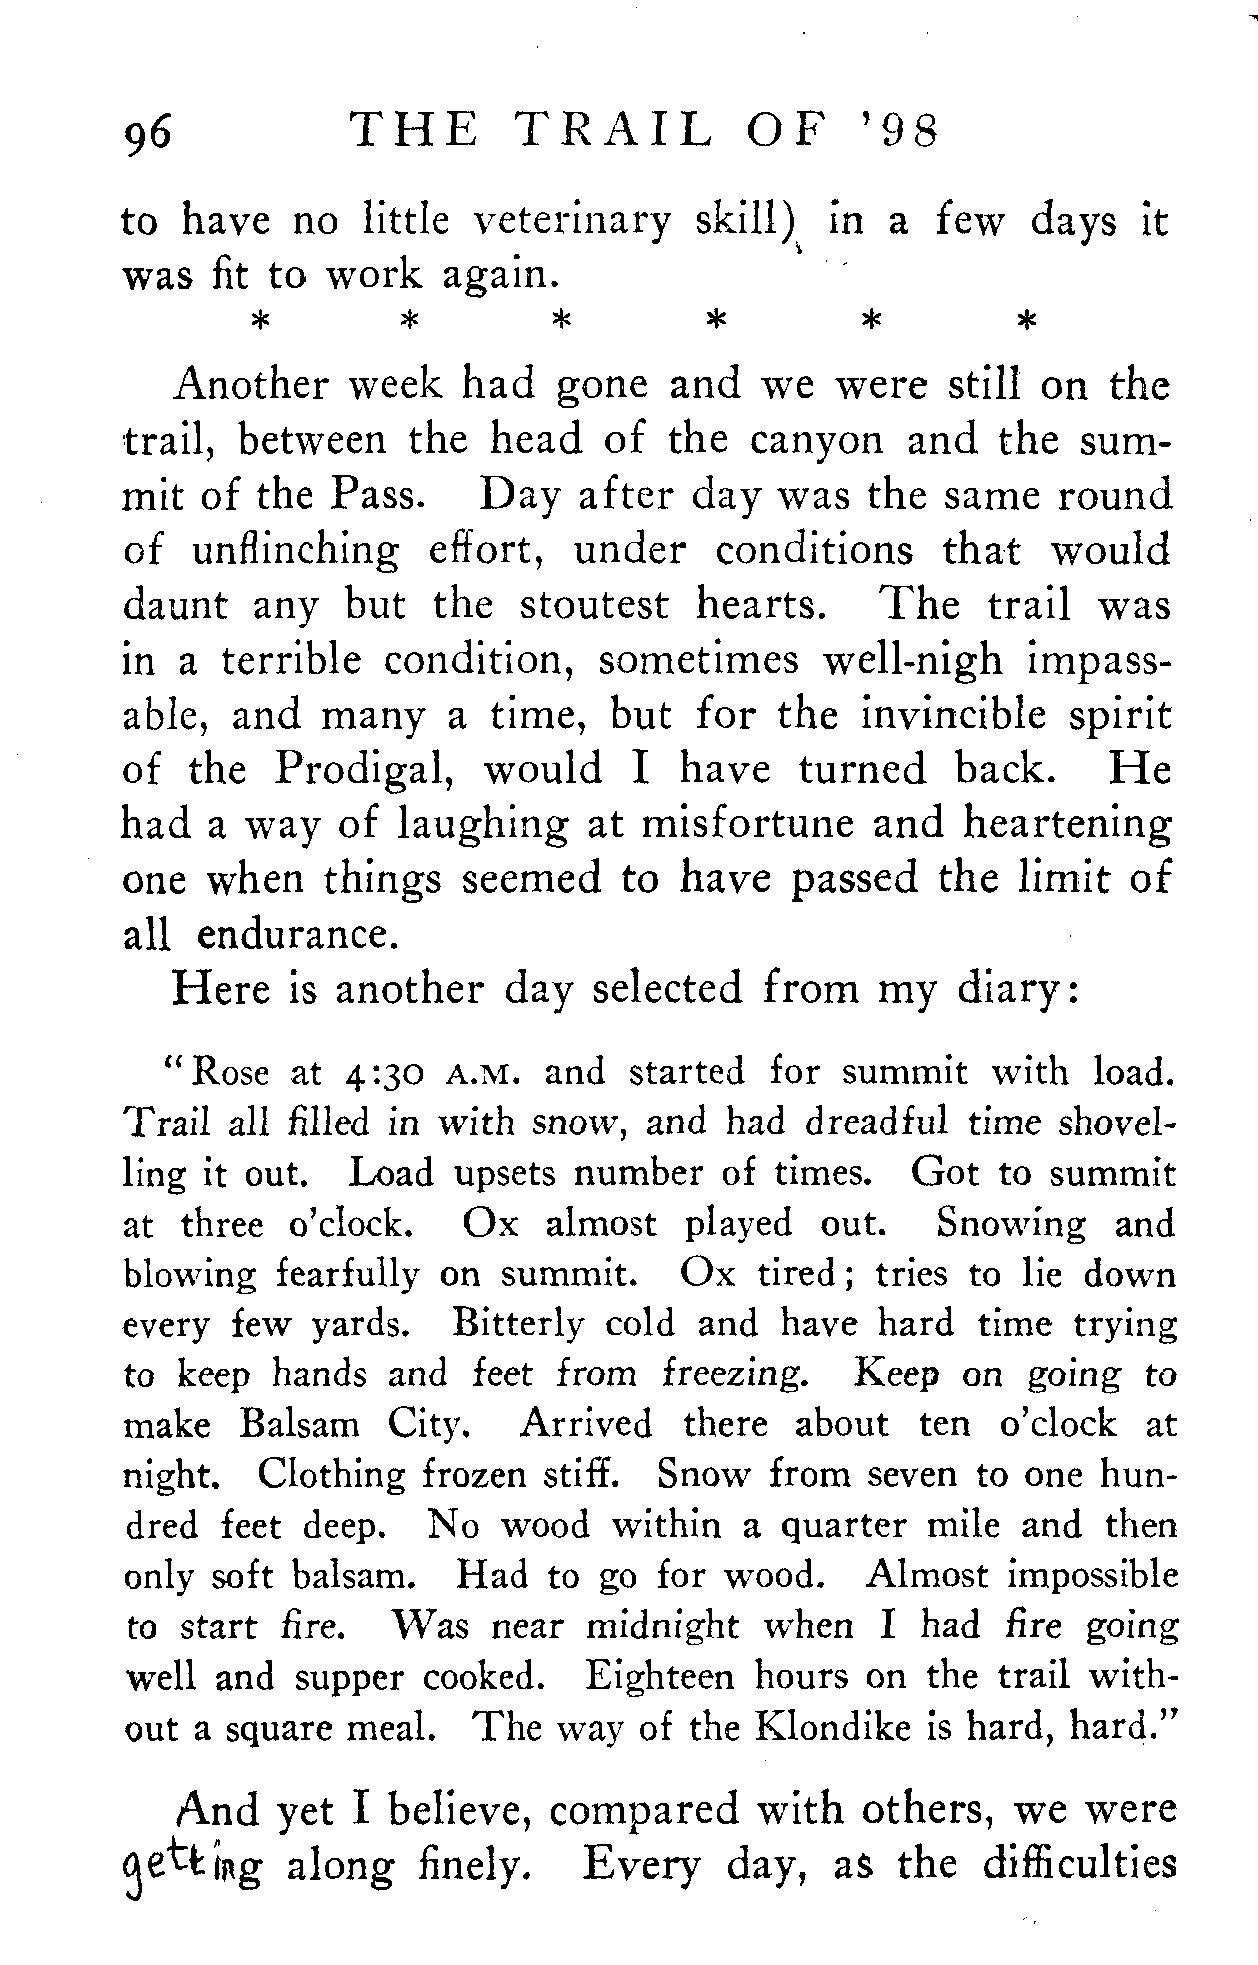 96 THE TRAIL OF '98
to have no little veterinary skill) in a few days it
was fit to work again.
* * * * * *
Another week had gone and we were still on the
trail, between the head of the canyon and the sum-
mit of the Pass. Day after day was the same round
of unflinching effort, under conditions that would
daunt any but the stoutest hearts. The trail was
in a terrible condition, sometimes well-nigh impass-
able, and many a time, but for the invincible spirit
of the Prodigal, would I have turned back. He
had a way of laughing at misfortune and heartening
one when things seemed to have passed the limit of
all endurance.
Here is another day selected from my diary:
"Rose at 4:30 A.M. and started for summit with load.
Trail all filled in with snow, and had dreadful time shovel-
ling it out. Load upsets number of times. Got to summit
at three o'clock. Ox almost played out. Snowing and
blowing fearfully on summit. Ox tired; tries to lie down
every few yards. Bitterly cold and have hard time trying
to keep hands and feet from freezing. Keep on going to
make Balsam City. Arrived there about ten o'clock at
night. Clothing frozen stiff. Snow from seven to one hun-
dred feet deep. No wood within a quarter mile and then
only soft balsam. Had to go for wood. Almost impossible
to start fire. Was near midnight when I had fire going
well and supper cooked. Eighteen hours on the trail with-
out a square meal. The way of the Klondike is hard, hard."
And yet I believe, compared with others, we were
getting along finely. Every day, as the difficulties